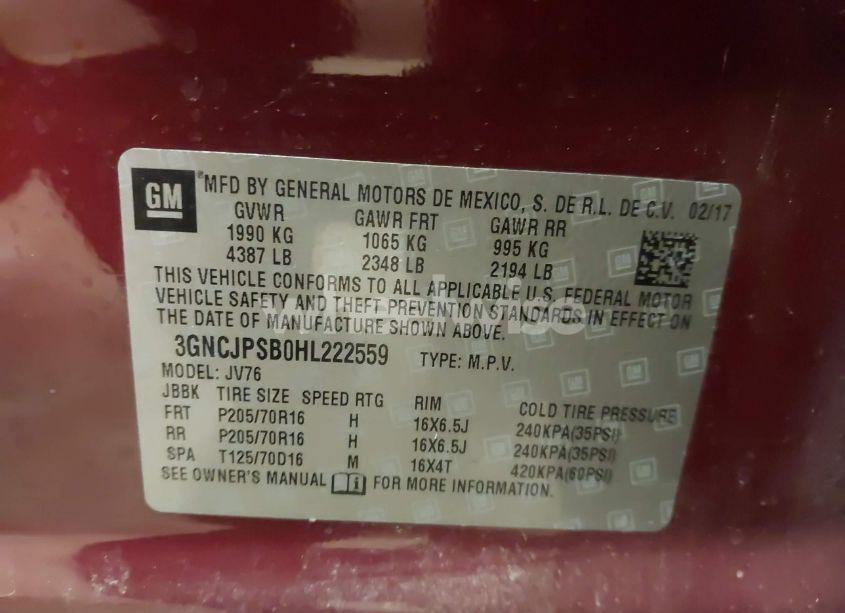 GM ®MFD BY GENERAL MOTORS DE MEXICO, S. DE R.L. DE C.V. 02/17
GVWR GAWR FRT GAWR RR
1990 KG 1065 KG 995 KG
4387 LB 2348 LB 2194 LB
THIS VEHICLE CONFORMS TO ALL APPLICABLE U.S. FEDERAL MOTOR
VEHICLE SAFETY AND THEFT PREVENTION STANDARDS IN EFFECT ON
THE DATE OF MANUFACTURE SHOWN ABOVE.
3GNCJPSB0HL222559 TYPE: M.P.V.
MODEL: JV76
JBBK TIRE SIZE SPEED RTG RIM COLD TIRE PRESSURE
FRT P205/70R16 H 16X6.5J 240KPA(35PSI)
RR P205/70R16 H 16X6.5J 240KPA(35PSI)
SPA T125/70D16 M 16X4T 420KPA(60PSI)
SEE OWNER'S MANUAL FOR MORE INFORMATION.